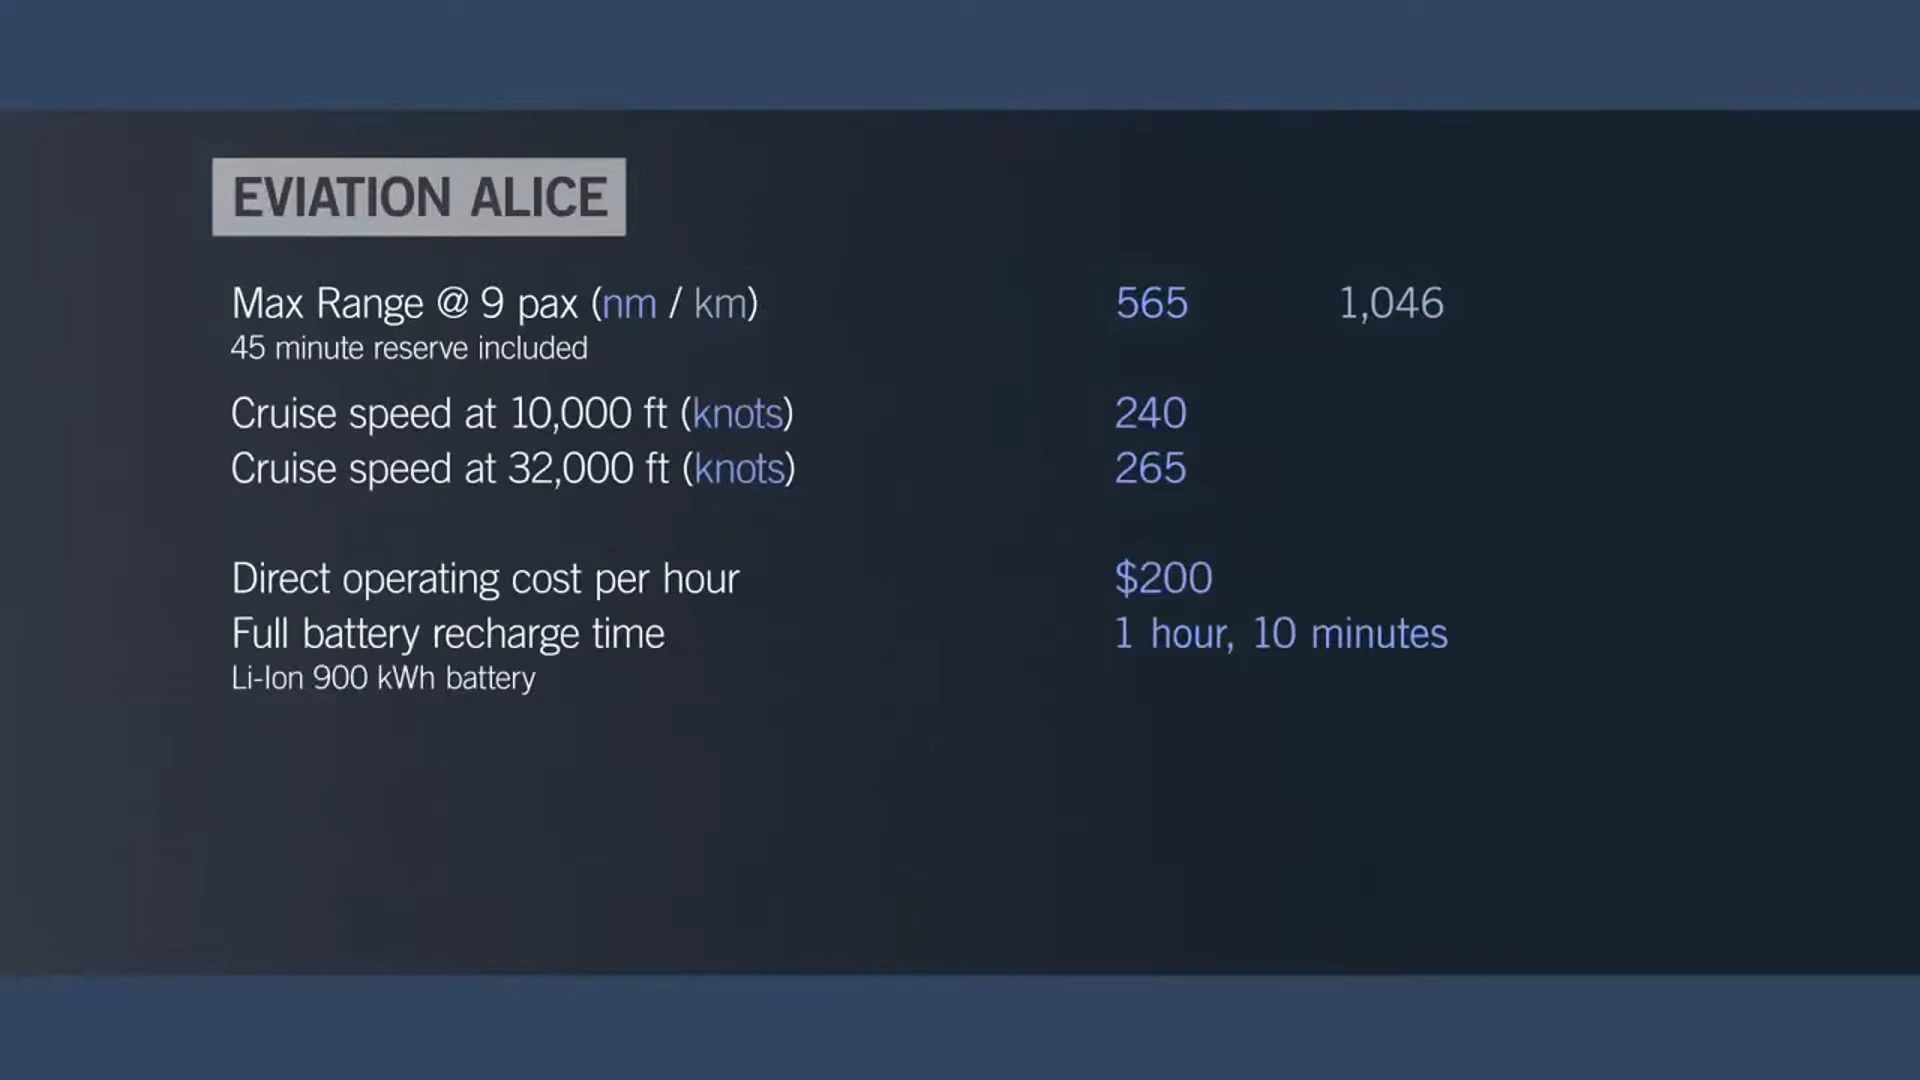 EVIATION ALICE
Max Range @ 9 pax (nm / km) 565 1,046
45 minute reserve included
Cruise speed at 10,000 ft (knots) 240
Cruise speed at 32,000 ft (knots) 265
Direct operating cost per hour $200
Full battery recharge time 1 hour, 10 minutes
Li-Ion 900 kWh battery